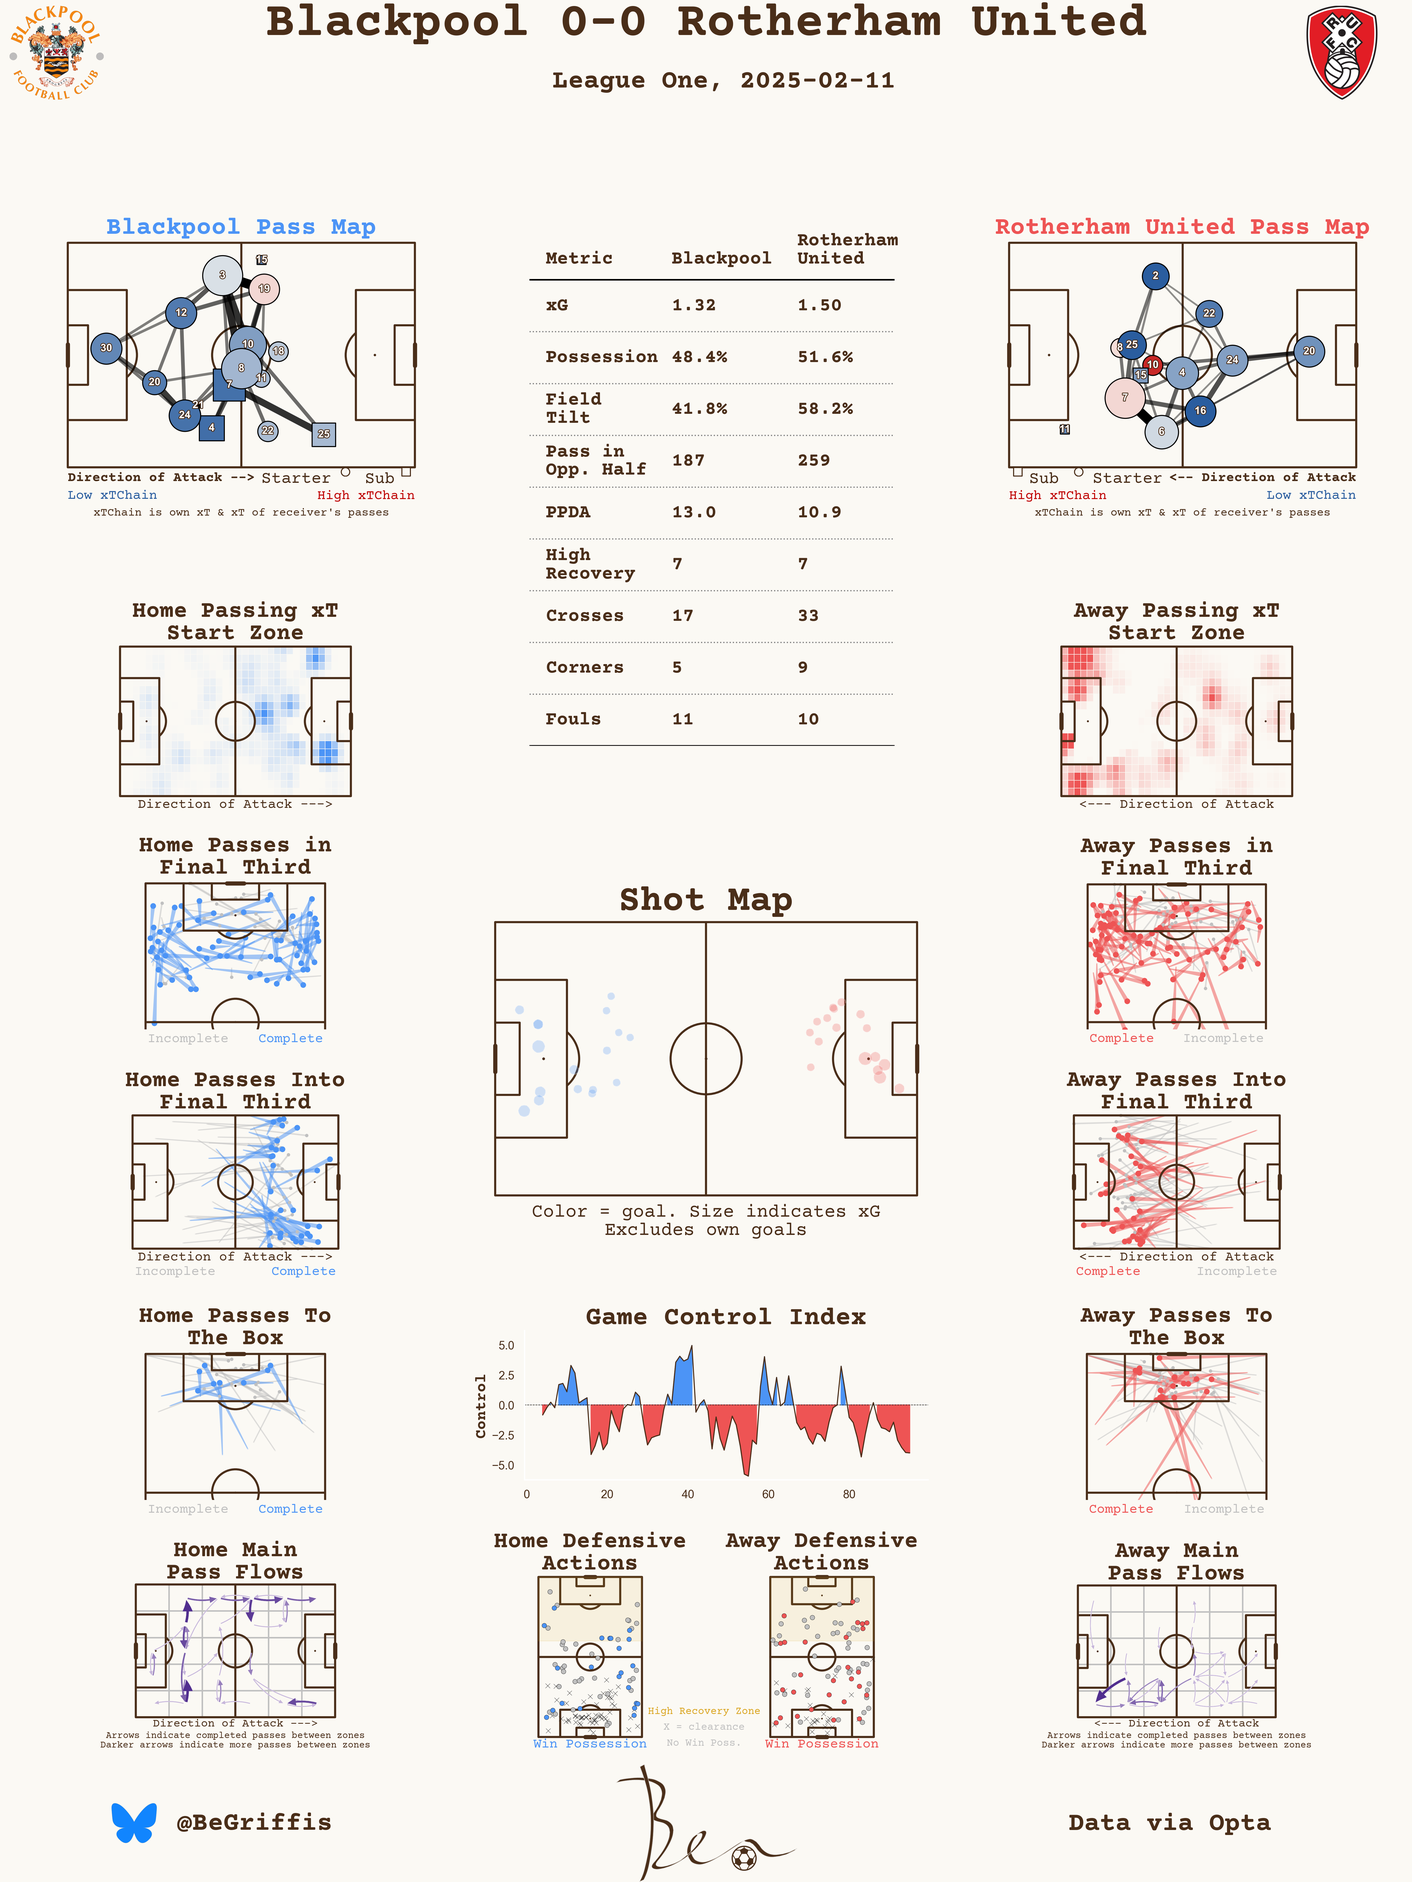 Blackpool 0-0 Rotherham United
League One, 2025-02-11
BLACKPOOL
FOOTBALL CLUB
R U
F C
Blackpool Pass Map
3
15
19
12
30
10
18
8
20
7
11
21
24
4
22
25
Direction of Attack --> Starter Sub
Low xTChain High xTChain
xTChain is own xT & xT of receiver's passes
Metric Blackpool Rotherham United
xG 1.32 1.50
Possession 48.4% 51.6%
Field Tilt 41.8% 58.2%
Pass in Opp. Half 187 259
PPDA 13.0 10.9
High Recovery 7 7
Crosses 17 33
Corners 5 9
Fouls 11 10
Rotherham United Pass Map
2
22
8
25
20
24
10
15
4
7
16
6
11
Sub Starter <-- Direction of Attack
High xTChain Low xTChain
xTChain is own xT & xT of receiver's passes
Home Passing xT
Start Zone
Direction of Attack --->
Away Passing xT
Start Zone
<--- Direction of Attack
Home Passes in
Final Third
Incomplete Complete
Away Passes in
Final Third
Complete Incomplete
Shot Map
Color = goal. Size indicates xG
Excludes own goals
Home Passes Into
Final Third
Direction of Attack --->
Incomplete Complete
Away Passes Into
Final Third
<--- Direction of Attack
Complete Incomplete
Home Passes To
The Box
Incomplete Complete
Game Control Index
Control
5.0
2.5
0.0
−2.5
−5.0
0 20 40 60 80
Away Passes To
The Box
Complete Incomplete
Home Main
Pass Flows
Direction of Attack --->
Arrows indicate completed passes between zones
Darker arrows indicate more passes between zones
Home Defensive
Actions
Win Possession
High Recovery Zone
X = clearance
No Win Poss.
Away Defensive
Actions
Win Possession
Away Main
Pass Flows
<--- Direction of Attack
Arrows indicate completed passes between zones
Darker arrows indicate more passes between zones
@BeGriffis
Ben
Data via Opta